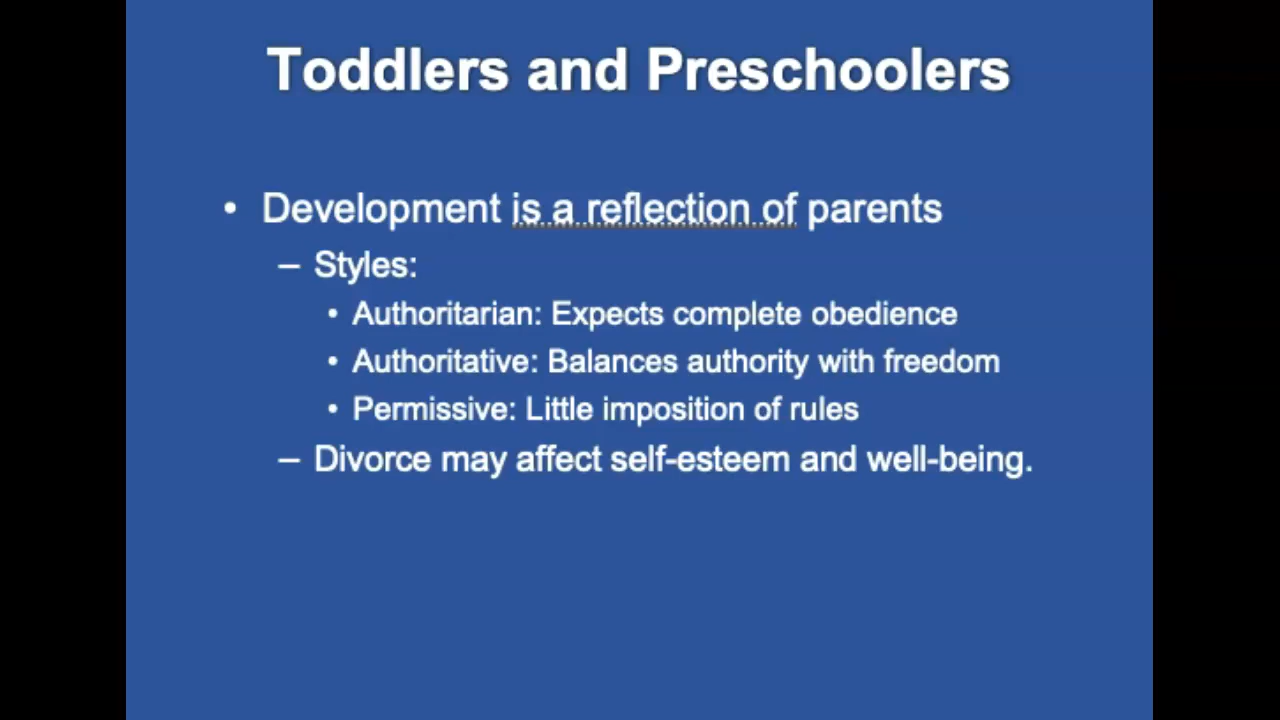 Toddlers and Preschoolers
• Development is a reflection of parents
– Styles:
• Authoritarian: Expects complete obedience
• Authoritative: Balances authority with freedom
• Permissive: Little imposition of rules
– Divorce may affect self-esteem and well-being.